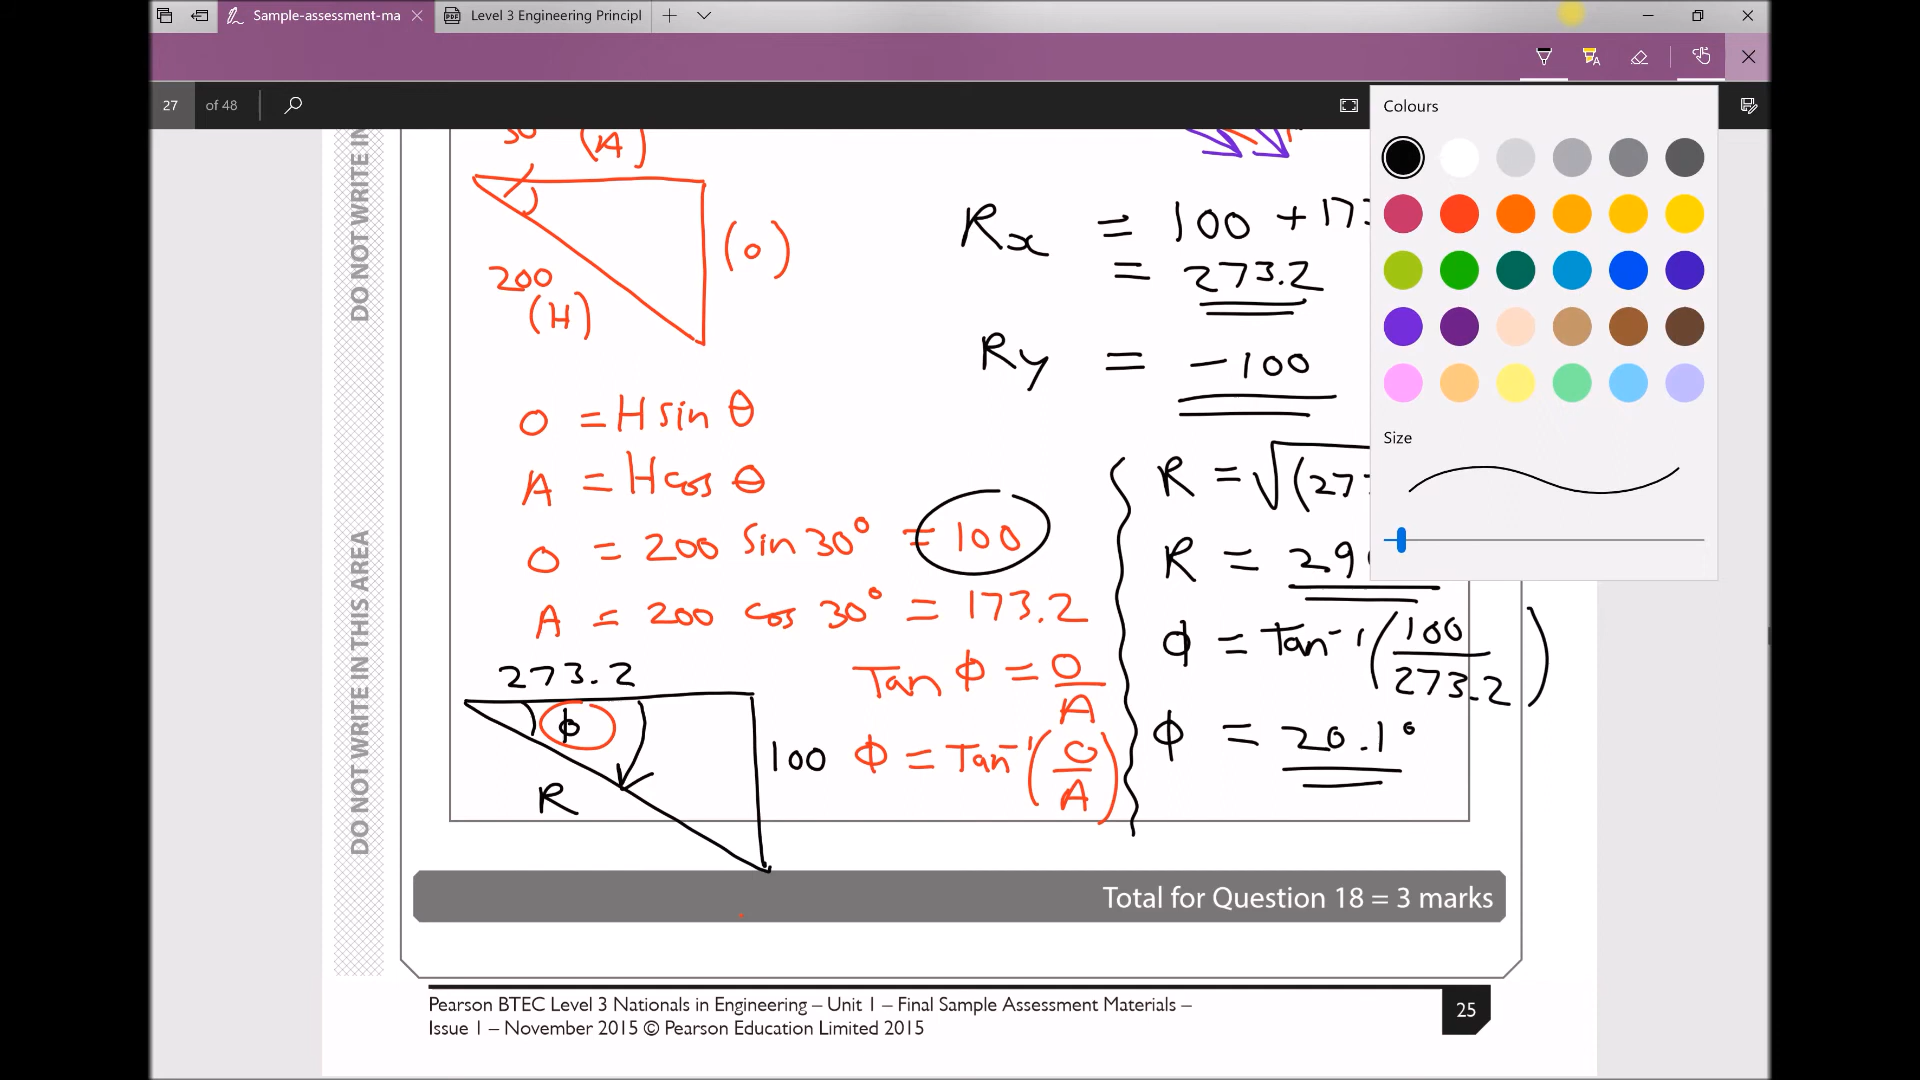 Sample-assessment-ma
Level 3 Engineering Principl
27 of 48
Colours
Size
DO NOT WRITE IN
DO NOT WRITE IN THIS AREA
30 (A)
200
(H)
(O)
O = H sin θ
A = H cos θ
O = 200 sin 30° = 100
A = 200 cos 30° = 173.2
273.2
ϕ
R
100
Tan ϕ = O/A
ϕ = Tan⁻¹(O/A)
Rx = 100 + 173
= 273.2
Ry = -100
R = √(27
R = 29
ϕ = Tan⁻¹(100/273.2)
ϕ = 20.1°
Total for Question 18 = 3 marks
Pearson BTEC Level 3 Nationals in Engineering – Unit 1 – Final Sample Assessment Materials –
Issue 1 – November 2015 © Pearson Education Limited 2015
25